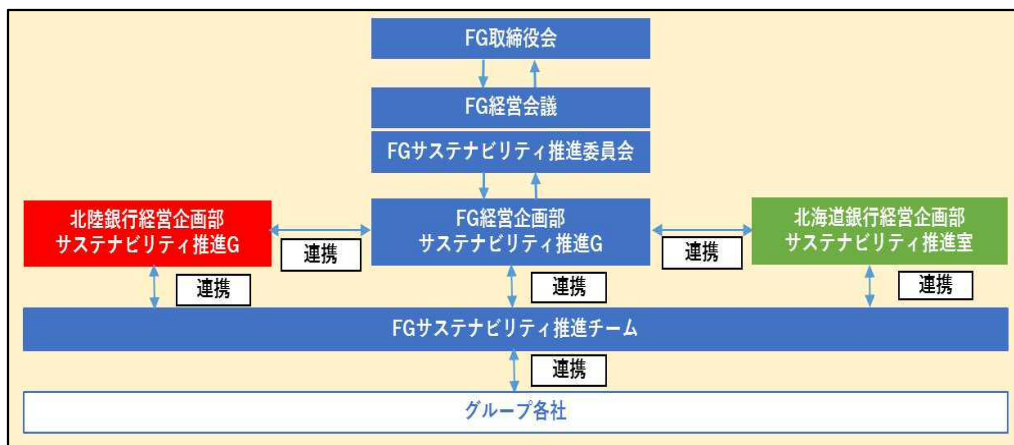 FG取締役会
FG経営会議
FGサステナビリティ推進委員会
北陸銀行経営企画部
サステナビリティ推進G
連携
FG経営企画部
サステナビリティ推進G
連携
北海道銀行経営企画部
サステナビリティ推進室
連携
連携
連携
FGサステナビリティ推進チーム
連携
グループ各社